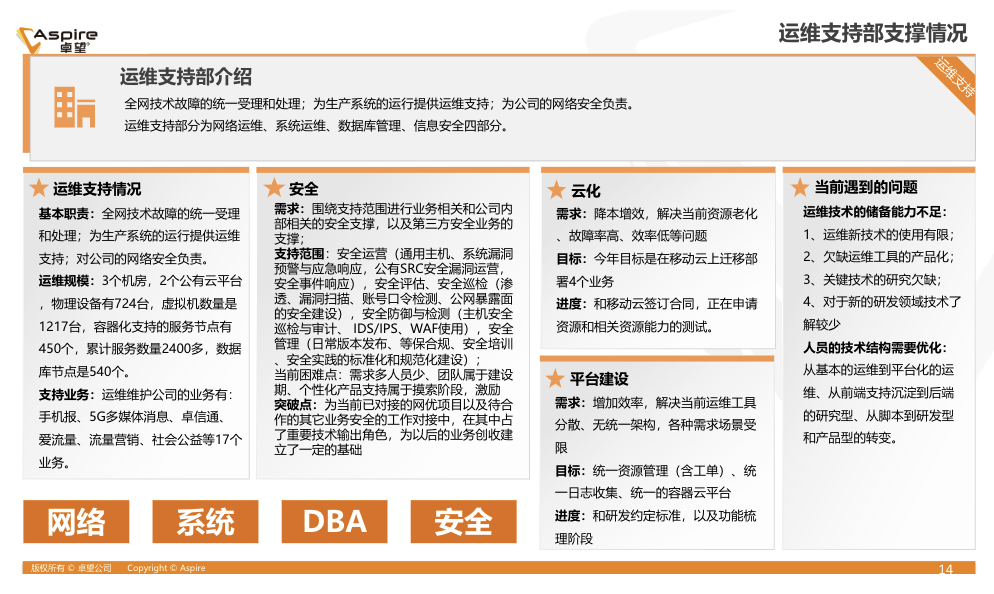 Aspire
卓望®
运维支持部支撑情况
运维支持
运维支持部介绍
全网技术故障的统一受理和处理；为生产系统的运行提供运维支持；为公司的网络安全负责。
运维支持部分为网络运维、系统运维、数据库管理、信息安全四部分。
运维支持情况
基本职责：全网技术故障的统一受理
和处理；为生产系统的运行提供运维
支持；对公司的网络安全负责。
运维规模：3个机房，2个公有云平台
，物理设备有724台，虚拟机数量是
1217台，容器化支持的服务节点有
450个，累计服务数量2400多，数据
库节点是540个。
支持业务：运维维护公司的业务有：
手机报、5G多媒体消息、卓信通、
爱流量、流量营销、社会公益等17个
业务。
安全
需求：围绕支持范围进行业务相关和公司内
部相关的安全支撑，以及第三方安全业务的
支撑；
支持范围：安全运营（通用主机、系统漏洞
预警与应急响应，公有SRC安全漏洞运营，
安全事件响应），安全评估、安全巡检（渗
透、漏洞扫描、账号口令检测、公网暴露面
的安全建设），安全防御与检测（主机安全
巡检与审计、 IDS/IPS、WAF使用），安全
管理（日常版本发布、等保合规、安全培训
、安全实践的标准化和规范化建设）；
当前困难点：需求多人员少、团队属于建设
期、个性化产品支持属于摸索阶段，激励
突破点：为当前已对接的网优项目以及待合
作的其它业务安全的工作对接中，在其中占
了重要技术输出角色，为以后的业务创收建
立了一定的基础
云化
需求：降本增效，解决当前资源老化
、故障率高、效率低等问题
目标：今年目标是在移动云上迁移部
署4个业务
进度：和移动云签订合同，正在申请
资源和相关资源能力的测试。
平台建设
需求：增加效率，解决当前运维工具
分散、无统一架构，各种需求场景受
限
目标：统一资源管理（含工单）、统
一日志收集、统一的容器云平台
进度：和研发约定标准，以及功能梳
理阶段
当前遇到的问题
运维技术的储备能力不足：
1、运维新技术的使用有限；
2、欠缺运维工具的产品化；
3、关键技术的研究欠缺；
4、对于新的研发领域技术了
解较少
人员的技术结构需要优化：
从基本的运维到平台化的运
维、从前端支持沉淀到后端
的研究型、从脚本到研发型
和产品型的转变。
网络
系统
DBA
安全
版权所有 © 卓望公司 Copyright © Aspire
14